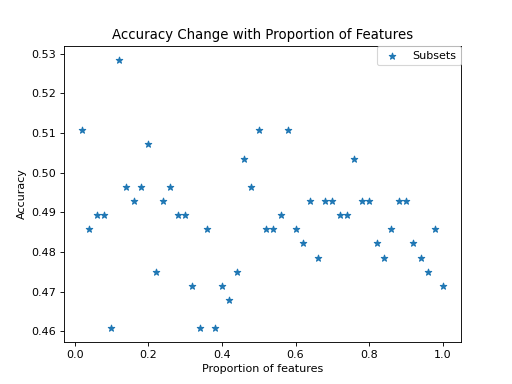 Accuracy Change with Proportion of Features
Subsets
0.53
0.52
0.51
0.50
0.49
0.48
0.47
0.46
Accuracy
0.0 0.2 0.4 0.6 0.8 1.0
Proportion of features